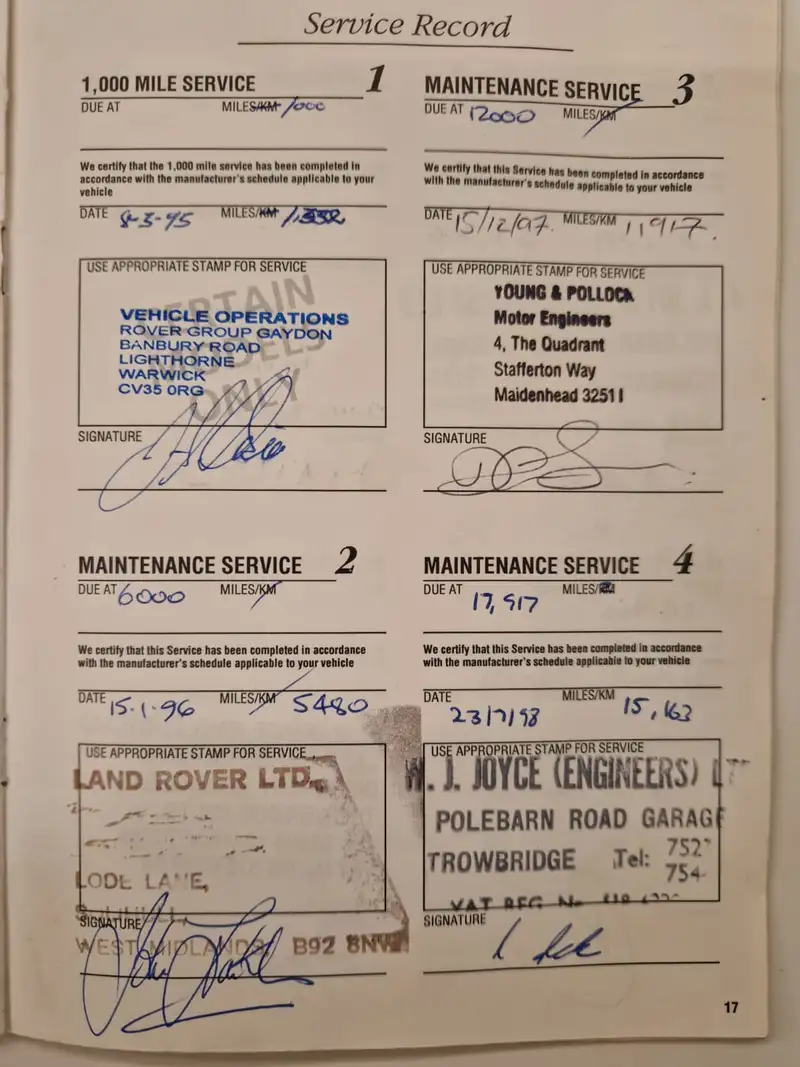 Service Record
1,000 MILE SERVICE 1
DUE AT MILES/KM 1000
We certify that the 1,000 mile service has been completed in
accordance with the manufacturer's schedule applicable to your
vehicle
DATE 8-3-95 MILES/KM
USE APPROPRIATE STAMP FOR SERVICE
CERTAIN
MODELS
ONLY
VEHICLE OPERATIONS
ROVER GROUP GAYDON
BANBURY ROAD
LIGHTHORNE
WARWICK
CV35 0RG
SIGNATURE
MAINTENANCE SERVICE 2
DUE AT 6000 MILES/KM
We certify that this Service has been completed in accordance
with the manufacturer's schedule applicable to your vehicle
DATE 15.1.96 MILES/KM 5480
USE APPROPRIATE STAMP FOR SERVICE
LAND ROVER LTD.
LODE LANE,
SIGNATURE
WEST MIDLANDS B92 8NW
MAINTENANCE SERVICE 3
DUE AT 12000 MILES/KM
We certify that this Service has been completed in accordance
with the manufacturer's schedule applicable to your vehicle
DATE 15/12/97. MILES/KM 11917.
USE APPROPRIATE STAMP FOR SERVICE
YOUNG & POLLOCK
Motor Engineers
4, The Quadrant
Stafferton Way
Maidenhead 32511
SIGNATURE
MAINTENANCE SERVICE 4
DUE AT 17,917 MILES/
We certify that this Service has been completed in accordance
with the manufacturer's schedule applicable to your vehicle
DATE 23/7/98 MILES/KM 15,163
USE APPROPRIATE STAMP FOR SERVICE
W. J. JOYCE (ENGINEERS) LTD
POLEBARN ROAD GARAGE
TROWBRIDGE Tel: 752
754
VAT REG No
SIGNATURE
17